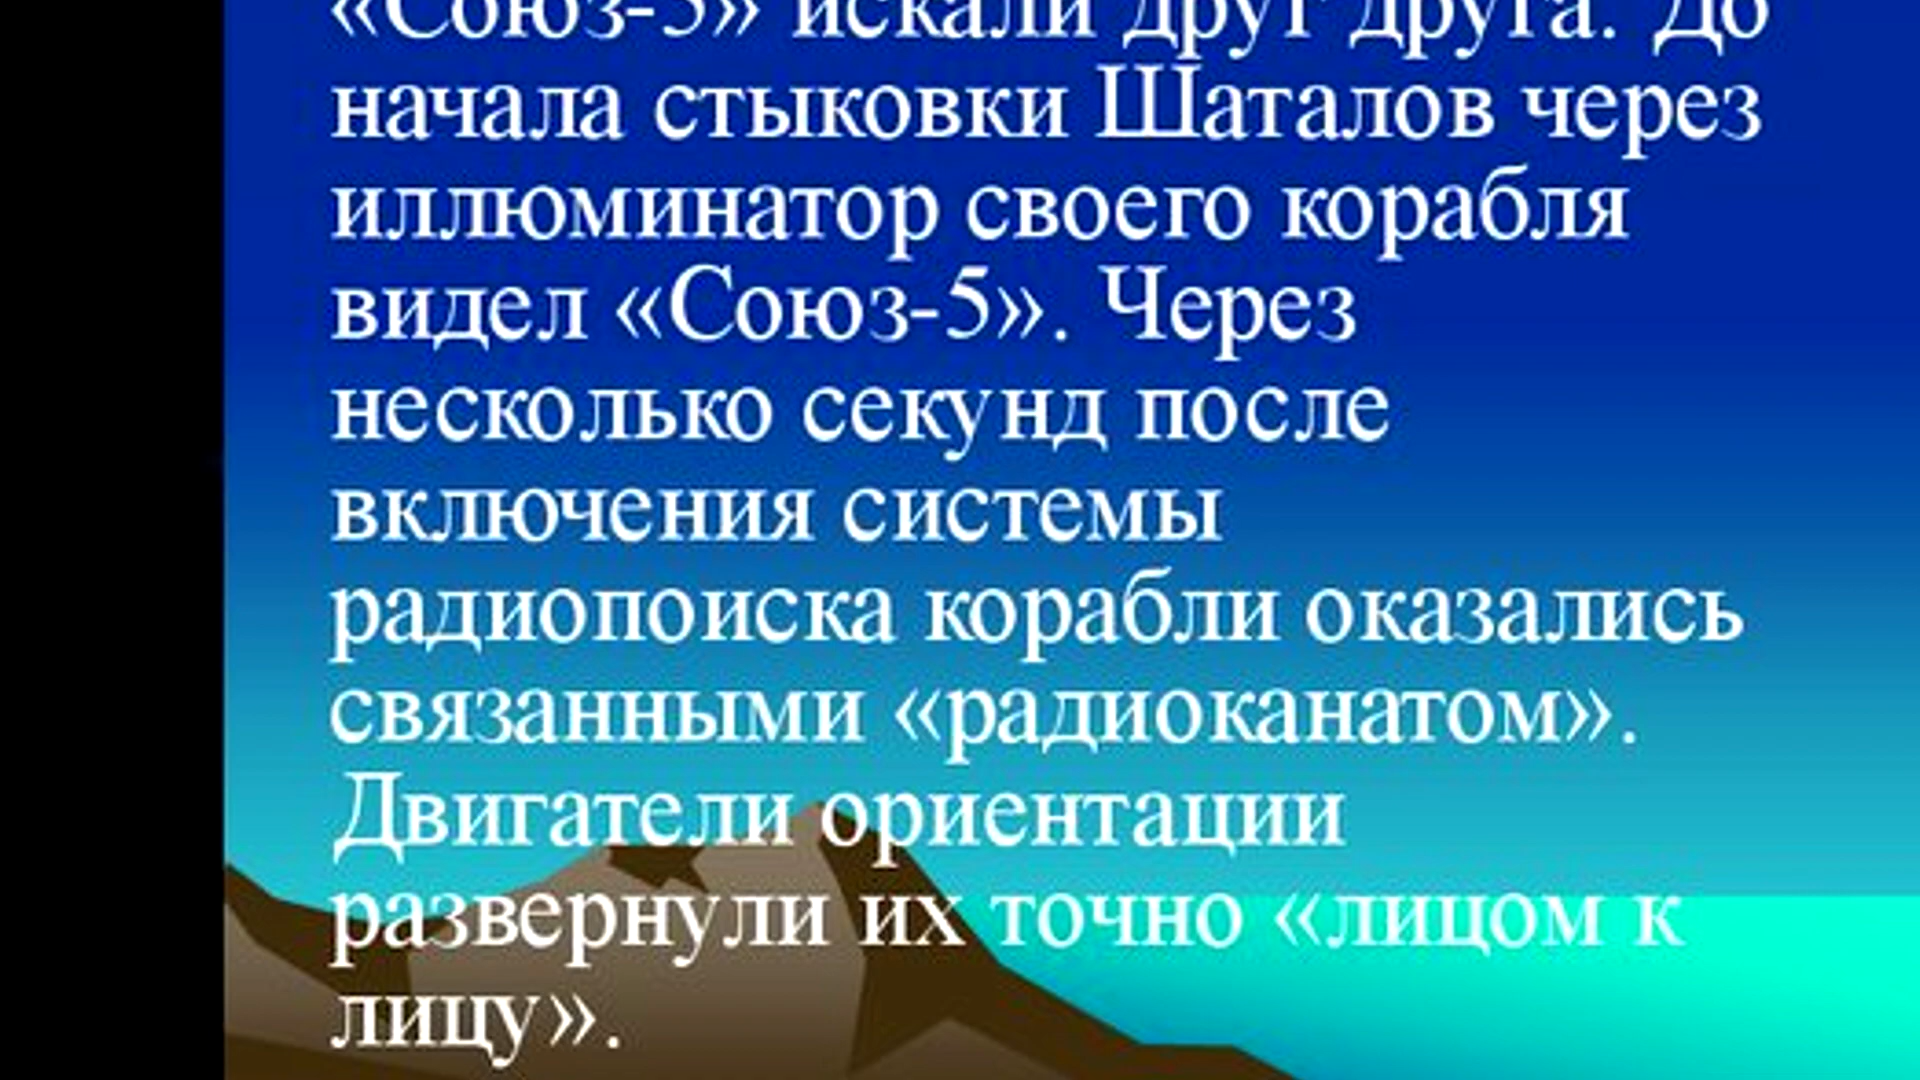 «Союз-5» искали друг друга. До
начала стыковки Шаталов через
иллюминатор своего корабля
видел «Союз-5». Через
несколько секунд после
включения системы
радиопоиска корабли оказались
связанными «радиоканатом».
Двигатели ориентации
развернули их точно «лицом к
лицу».